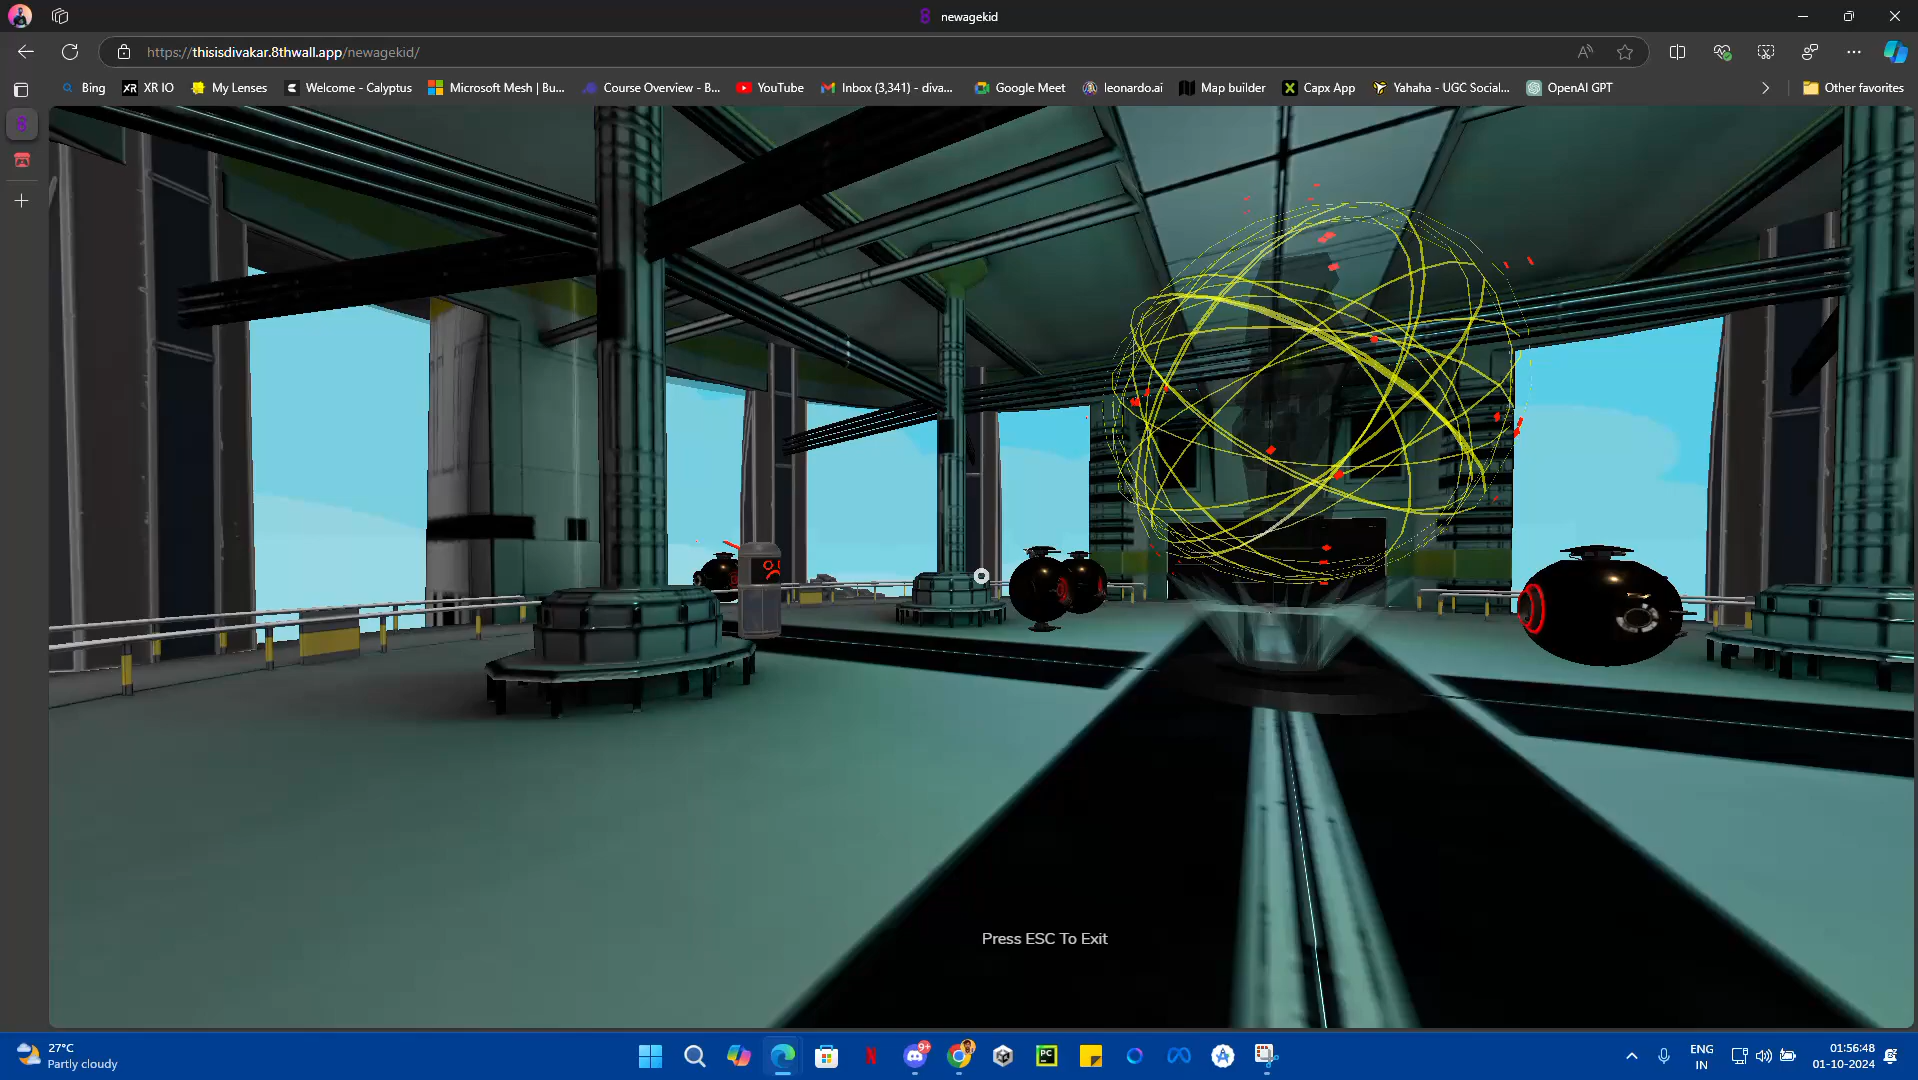 newagekid
https://thisisdivakar.8thwall.app/newagekid/
Bing
XR IO
My Lenses
Welcome - Calyptus
Microsoft Mesh | Bu...
Course Overview - B...
YouTube
Inbox (3,341) - diva...
Google Meet
leonardo.ai
Map builder
Capx App
Yahaha - UGC Social...
OpenAI GPT
Other favorites
Press ESC To Exit
27°C
Partly cloudy
9+
PC
ENG
IN
01:56:48
01-10-2024